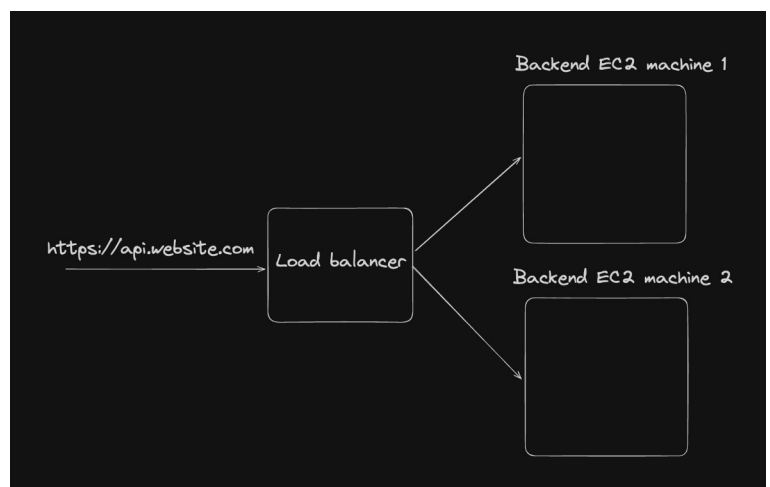 Backend EC2 machine 1
https://api.website.com
Load balancer
Backend EC2 machine 2